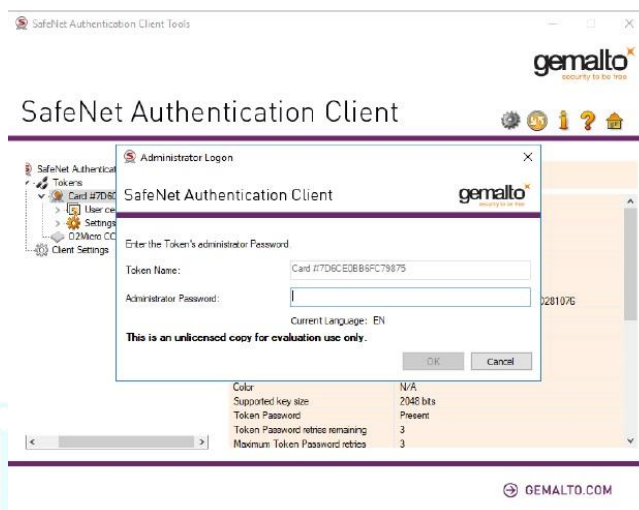 SafeNet Authentication Client Tools
gemalto
security to be free
SafeNet Authentication Client
SafeNet Authenticat
Tokens
Card #7D6C
User ce
Settings
O2Micro CC
Client Settings
Administrator Logon
SafeNet Authentication Client
gemalto
security to be free
Enter the Token's administrator Password.
Token Name:
Card #7D6CE0BB6FC79875
Administrator Password:
Current Language: EN
This is an unlicensed copy for evaluation use only.
OK
Cancel
0281076
Color N/A
Supported key size 2048 bits
Token Password Present
Token Password retries remaining 3
Maximum Token Password retries 3
GEMALTO.COM